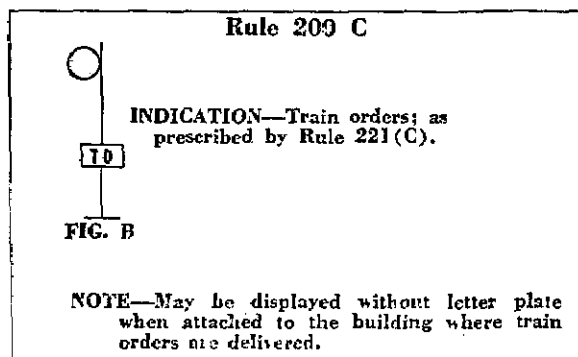 Rule 209 C
INDICATION—Train orders; as
prescribed by Rule 221(C).
TO
FIG. B
NOTE—May be displayed without letter plate
when attached to the building where train
orders are delivered.